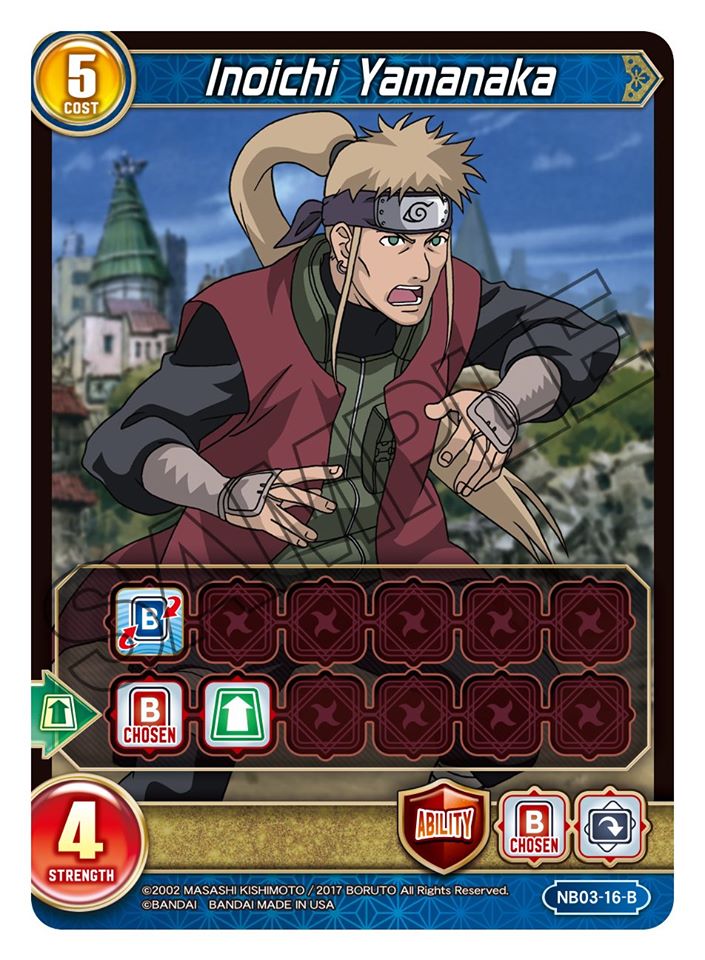 5
COST
Inoichi Yamanaka
SAMPLE
B
B
CHOSEN
4
STRENGTH
ABILITY
B
CHOSEN
©2002 MASASHI KISHIMOTO / 2017 BORUTO All Rights Reserved.
©BANDAI BANDAI MADE IN USA
NB03-16-B